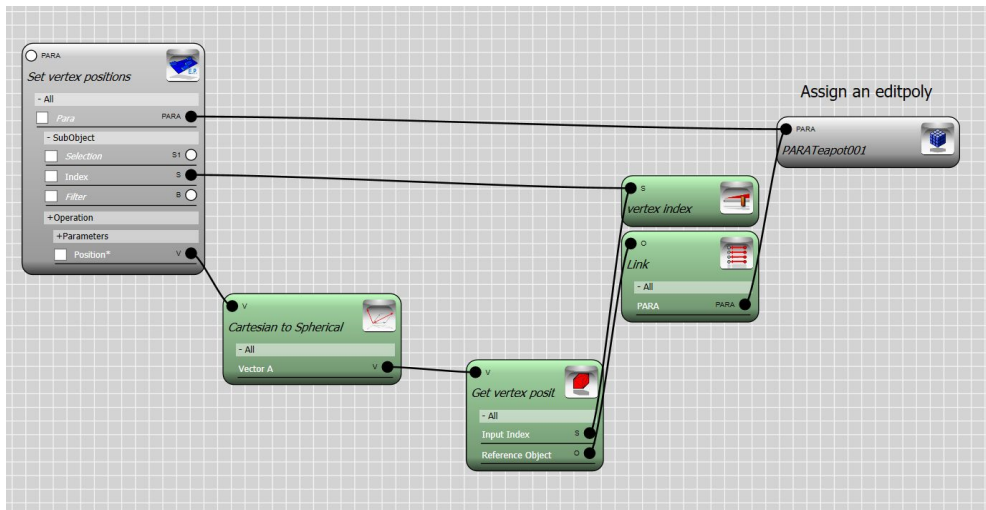 PARA
Set vertex positions
- All
Para PARA
- SubObject
Selection S1
Index S
Filter B
+Operation
+Parameters
Position* V
V
Cartesian to Spherical
- All
Vector A V
V
Get vertex posit
- All
Input Index S
Reference Object O
S
vertex index
O
Link
- All
PARA PARA
Assign an editpoly
PARA
PARATeapot001